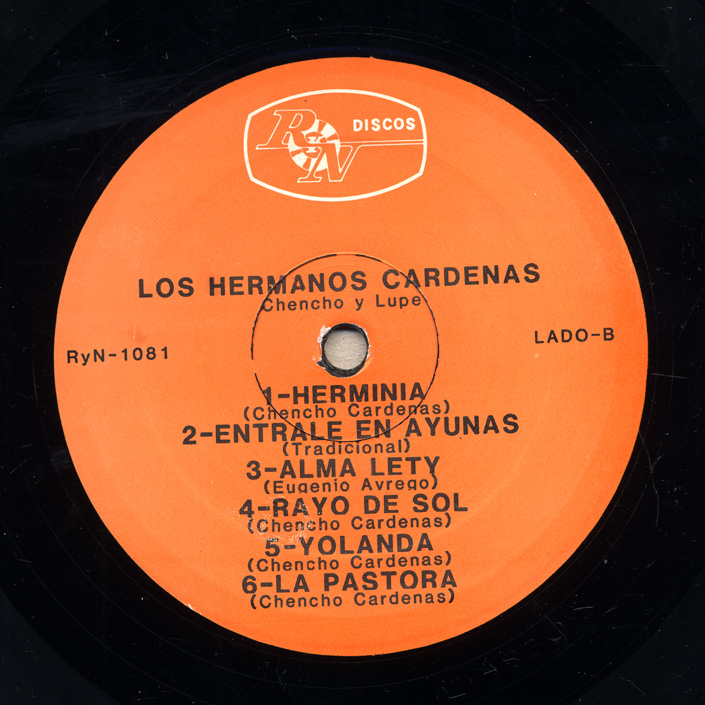 RyN DISCOS
LOS HERMANOS CARDENAS
Chencho y Lupe
RyN-1081
LADO-B
1-HERMINIA
(Chencho Cardenas)
2-ENTRALE EN AYUNAS
(Tradicional)
3-ALMA LETY
(Eugenio Avrego)
4-RAYO DE SOL
(Chencho Cardenas)
5-YOLANDA
(Chencho Cardenas)
6-LA PASTORA
(Chencho Cardenas)